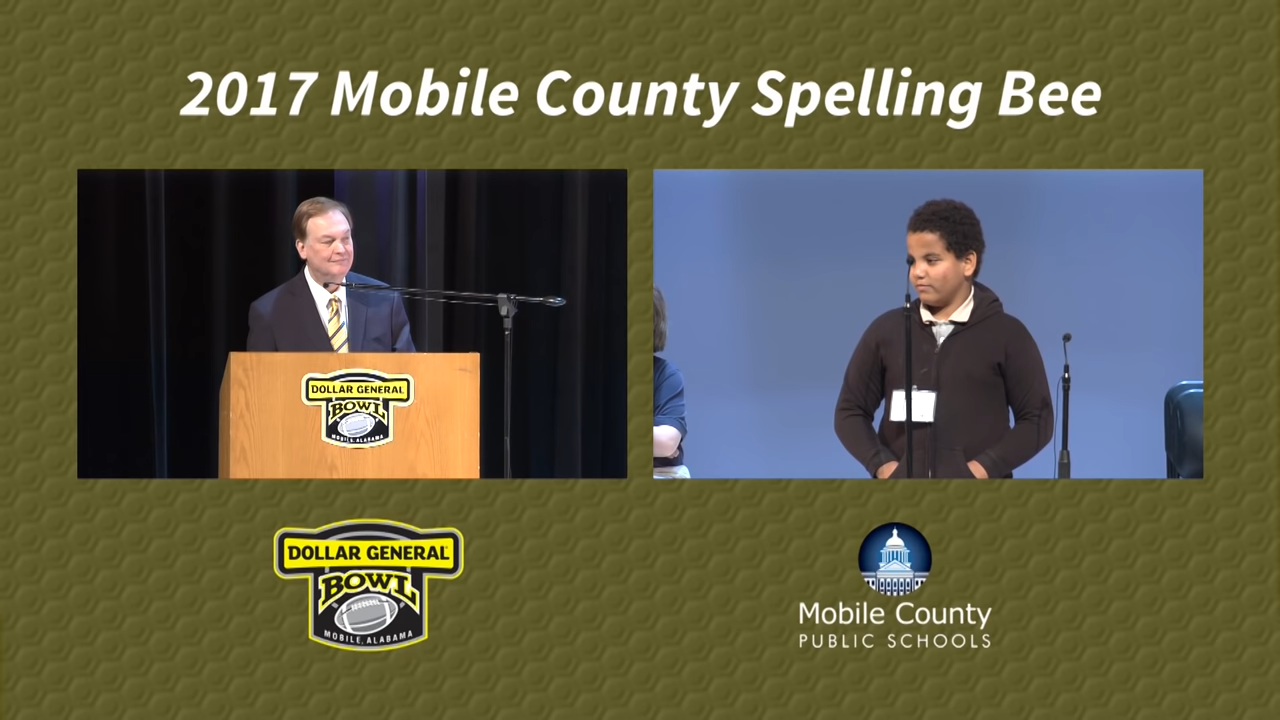 2017 Mobile County Spelling Bee
DOLLAR GENERAL
BOWL
MOBILE, ALABAMA
DOLLAR GENERAL
BOWL
MOBILE, ALABAMA
Mobile County
PUBLIC SCHOOLS